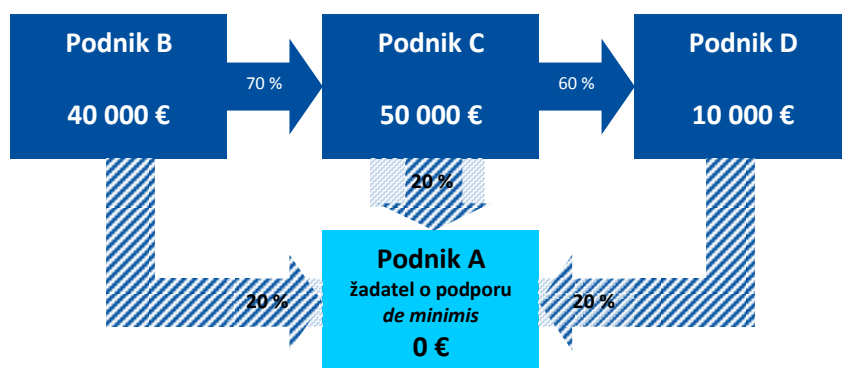 Podnik B
40 000 €
70 %
Podnik C
50 000 €
60 %
Podnik D
10 000 €
20 %
20 %
20 %
Podnik A
žadatel o podporu
de minimis
0 €